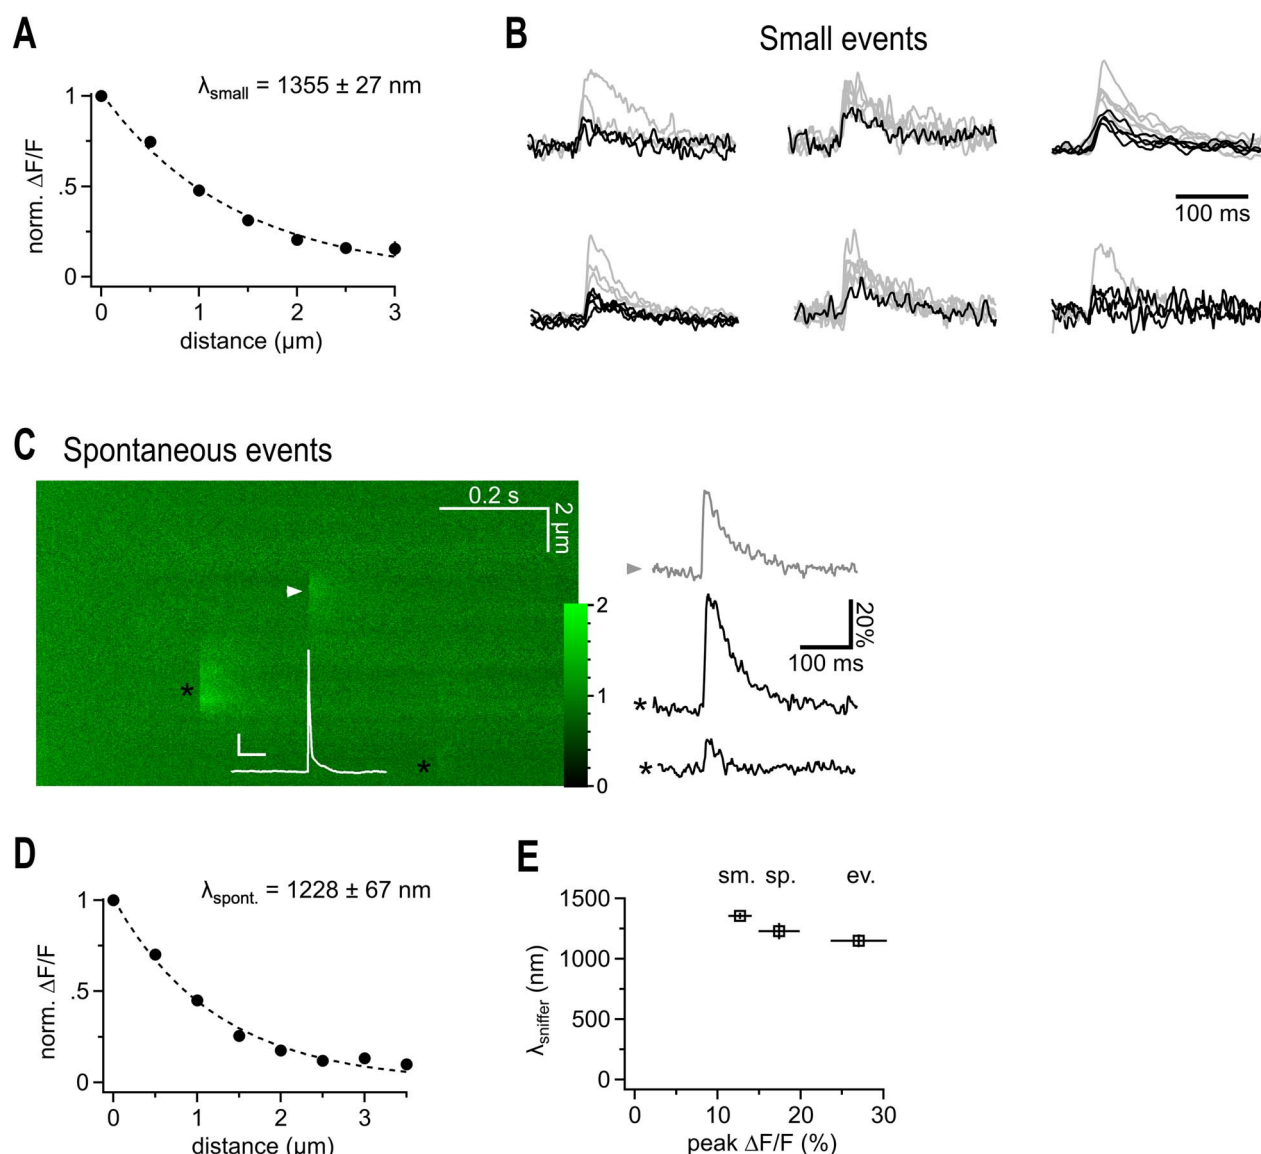 A
λsmall = 1355 ± 27 nm
1
.5
0
norm. ΔF/F
0 1 2 3
distance (µm)
B
Small events
100 ms
C
Spontaneous events
0.2 s
2 µm
*
*
2
1
0
20%
100 ms
*
*
D
λspont. = 1228 ± 67 nm
1
.5
0
norm. ΔF/F
0 1 2 3
distance (µm)
E
sm. sp. ev.
1500
1000
500
0
λsniffer (nm)
0 10 20 30
peak ΔF/F (%)